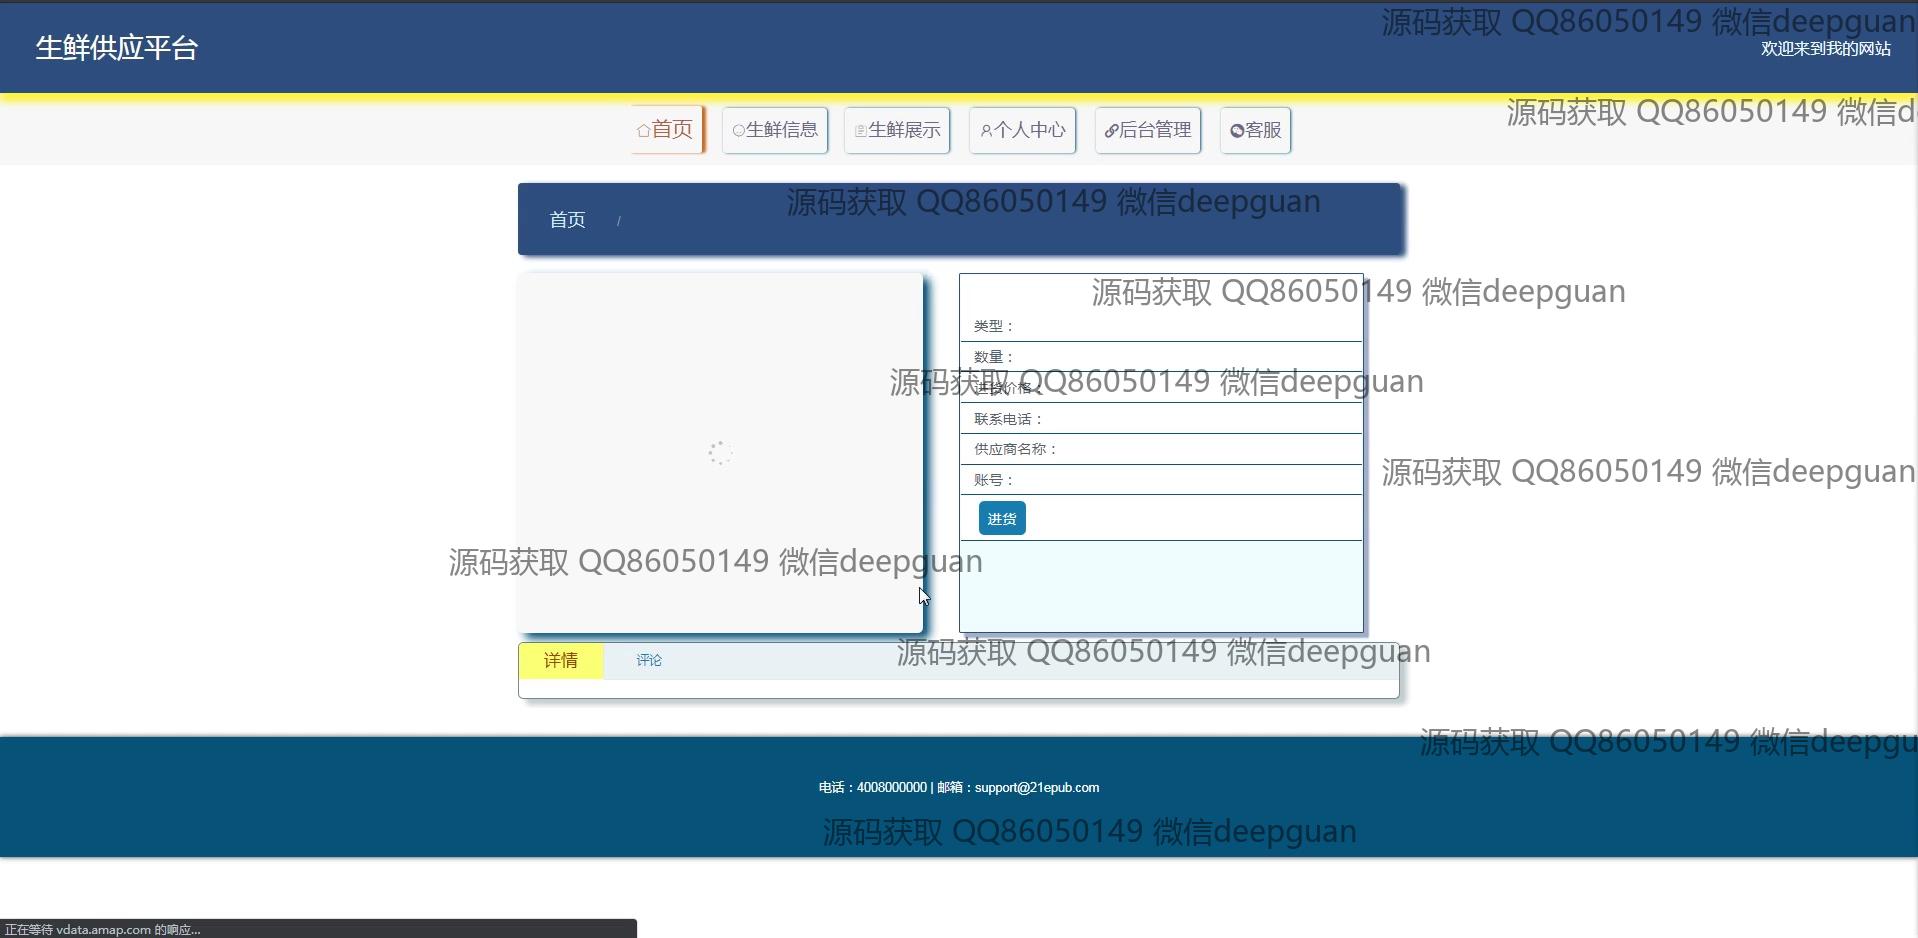 源码获取 QQ86050149 微信deepguan
生鲜供应平台
欢迎来到我的网站
源码获取 QQ86050149 微信d
首页
生鲜信息
生鲜展示
个人中心
后台管理
客服
源码获取 QQ86050149 微信deepguan
首页 /
源码获取 QQ86050149 微信deepguan
类型：
数量：
源码获取 QQ86050149 微信deepguan
进货价格：
联系电话：
供应商名称：
源码获取 QQ86050149 微信deepguan
账号：
进货
源码获取 QQ86050149 微信deepguan
源码获取 QQ86050149 微信deepguan
详情
评论
源码获取 QQ86050149 微信deepgu
电话：4008000000 | 邮箱：support@21epub.com
源码获取 QQ86050149 微信deepguan
正在等待 vdata.amap.com 的响应...